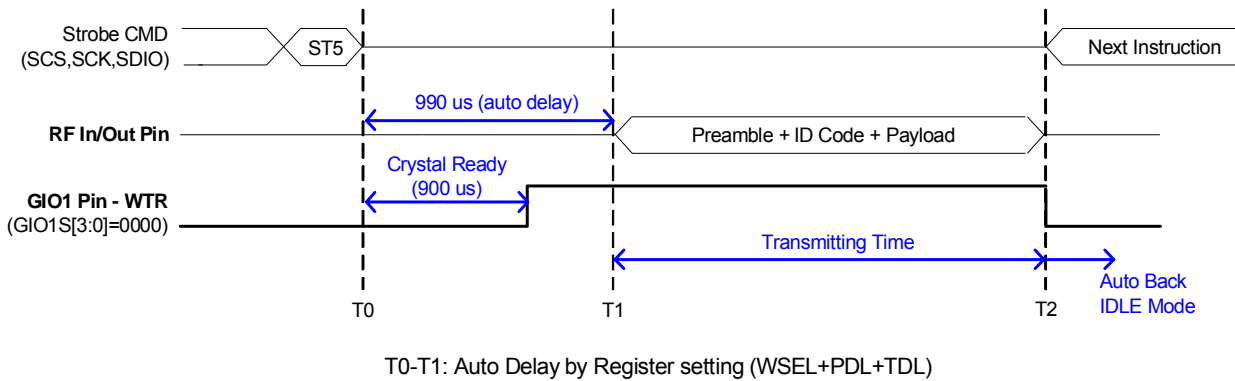 Strobe CMD
(SCS,SCK,SDIO)
ST5
Next Instruction
990 us (auto delay)
RF In/Out Pin
Preamble + ID Code + Payload
Crystal Ready
(900 us)
GIO1 Pin - WTR
(GIO1S[3:0]=0000)
Transmitting Time
Auto Back
IDLE Mode
T0
T1
T2
T0-T1: Auto Delay by Register setting (WSEL+PDL+TDL)